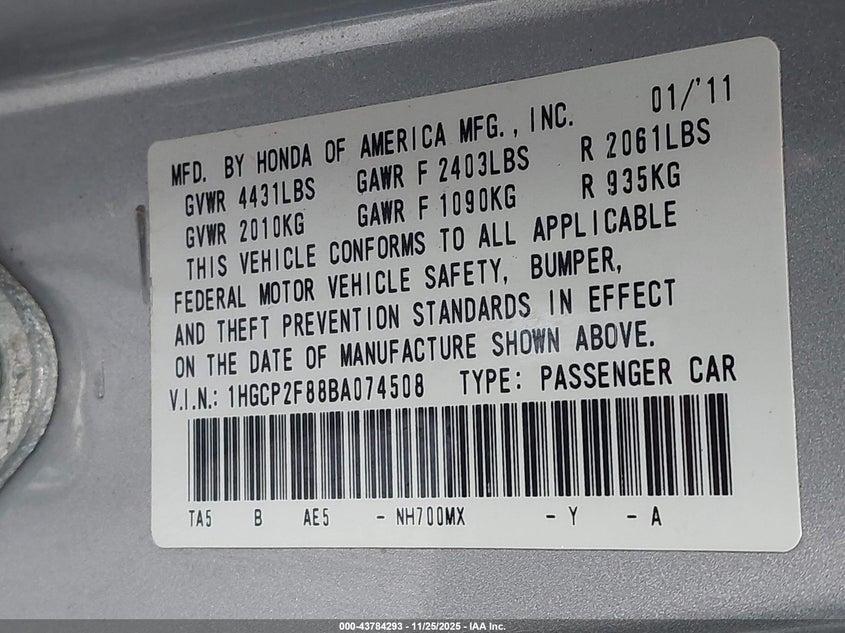 01/'11
MFD. BY HONDA OF AMERICA MFG., INC.
GVWR 4431LBS GAWR F 2403LBS R 2061LBS
GVWR 2010KG GAWR F 1090KG R 935KG
THIS VEHICLE CONFORMS TO ALL APPLICABLE
FEDERAL MOTOR VEHICLE SAFETY, BUMPER,
AND THEFT PREVENTION STANDARDS IN EFFECT
ON THE DATE OF MANUFACTURE SHOWN ABOVE.
V.I.N.: 1HGCP2F88BA074508 TYPE: PASSENGER CAR
TA5 B AE5 - NH700MX - Y - A
000-43784293 - 11/25/2025 - IAA Inc.